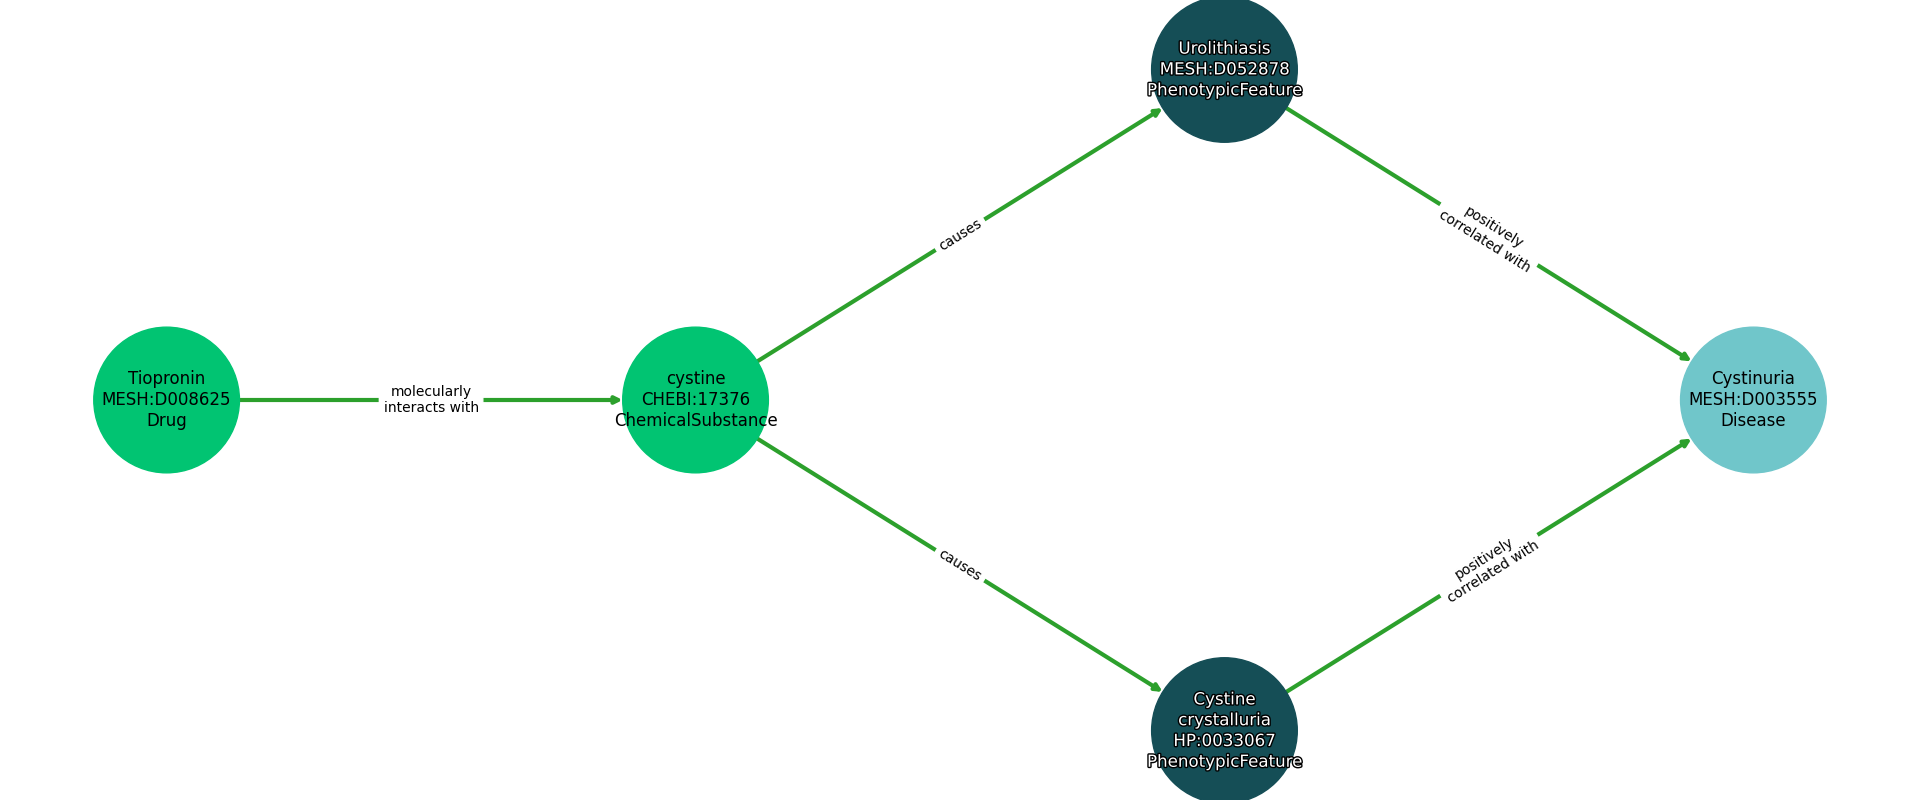 Urolithiasis
MESH:D052878
PhenotypicFeature
causes
positively
correlated with
Tiopronin
MESH:D008625
Drug
molecularly
interacts with
cystine
CHEBI:17376
ChemicalSubstance
Cystinuria
MESH:D003555
Disease
causes
positively
correlated with
Cystine
crystalluria
HP:0033067
PhenotypicFeature